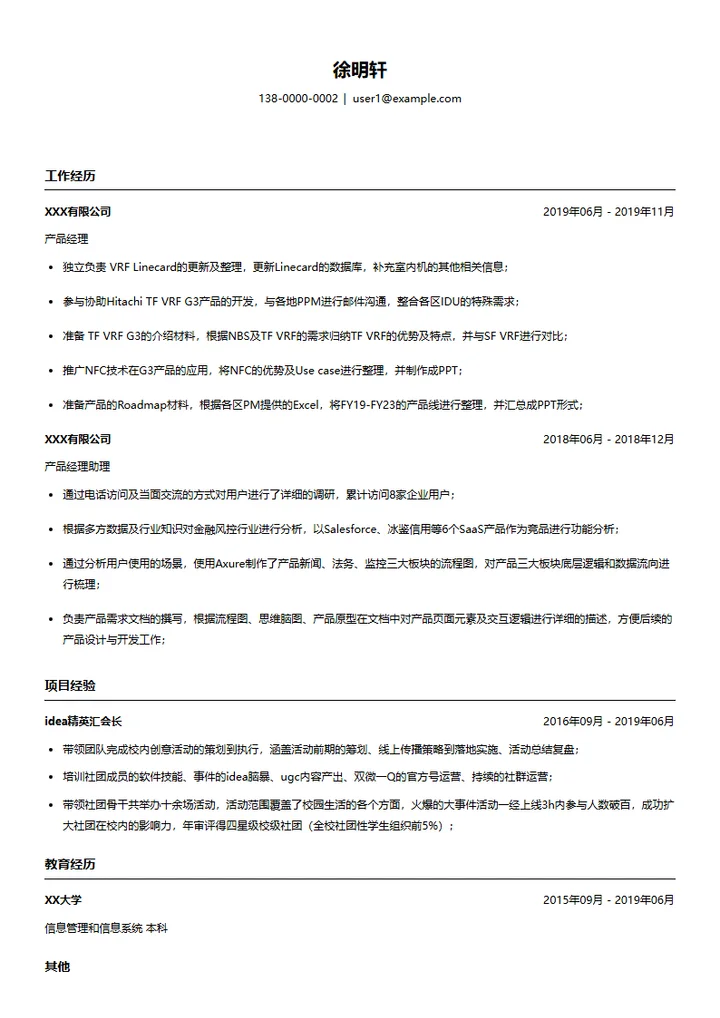 徐明轩
138-0000-0002 | user1@example.com
工作经历
XXX有限公司 2019年06月 - 2019年11月
产品经理
• 独立负责 VRF Linecard的更新及整理，更新Linecard的数据库，补充室内机的其他相关信息；
• 参与协助Hitachi TF VRF G3产品的开发，与各地PPM进行邮件沟通，整合各区IDU的特殊需求；
• 准备 TF VRF G3的介绍材料，根据NBS及TF VRF的需求归纳TF VRF的优势及特点，并与SF VRF进行对比；
• 推广NFC技术在G3产品的应用，将NFC的优势及Use case进行整理，并制作成PPT；
• 准备产品的Roadmap材料，根据各区PM提供的Excel，将FY19-FY23的产品线进行整理，并汇总成PPT形式；
XXX有限公司 2018年06月 - 2018年12月
产品经理助理
• 通过电话访问及当面交流的方式对用户进行了详细的调研，累计访问8家企业用户；
• 根据多方数据及行业知识对金融风控行业进行分析，以Salesforce、冰鉴信用等6个SaaS产品作为竞品进行功能分析；
• 通过分析用户使用的场景，使用Axure制作了产品新闻、法务、监控三大板块的流程图，对产品三大板块底层逻辑和数据流向进
行梳理；
• 负责产品需求文档的撰写，根据流程图、思维脑图、产品原型在文档中对产品页面元素及交互逻辑进行详细的描述，方便后续的
产品设计与开发工作；
项目经验
idea精英汇会长 2016年09月 - 2019年06月
• 带领团队完成校内创意活动的策划到执行，涵盖活动前期的筹划、线上传播策略到落地实施、活动总结复盘；
• 培训社团成员的软件技能、事件的idea脑暴、ugc内容产出、双微一Q的官方号运营、持续的社群运营；
• 带领社团骨干共举办十余场活动，活动范围覆盖了校园生活的各个方面，火爆的大事件活动一经上线3h内参与人数破百，成功扩
大社团在校内的影响力，年审评得四星级校级社团（全校社团性学生组织前5%）；
教育经历
XX大学 2015年09月 - 2019年06月
信息管理和信息系统 本科
其他